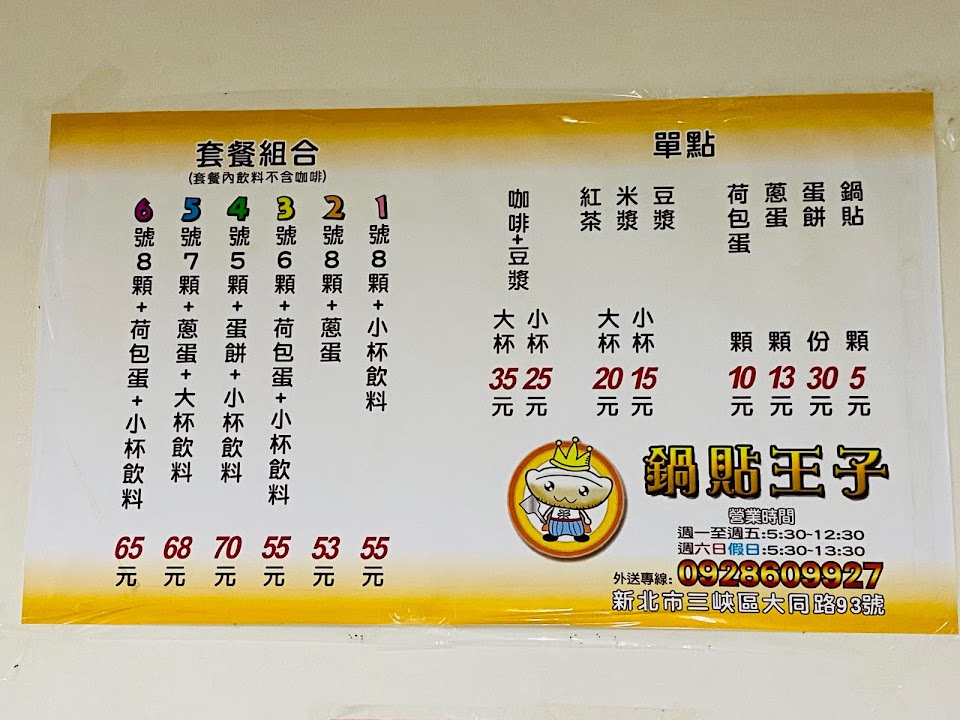 單點
鍋貼 顆 5元
蛋餅 份 30元
蔥蛋 顆 13元
荷包蛋 顆 10元
豆漿
米漿
紅茶
小杯 15元
大杯 20元
咖啡+豆漿
小杯 25元
大杯 35元
套餐組合
(套餐內飲料不含咖啡)
1號8顆+小杯飲料 55元
2號8顆+蔥蛋 53元
3號6顆+荷包蛋+小杯飲料 55元
4號5顆+蛋餅+小杯飲料 70元
5號7顆+蔥蛋+大杯飲料 68元
6號8顆+荷包蛋+小杯飲料 65元
鍋貼王子
營業時間
週一至週五:5:30~12:30
週六日假日:5:30~13:30
外送專線:0928609927
新北市三峽區大同路93號